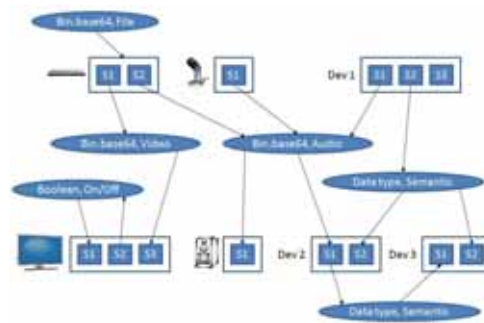 Bin.base64, File
S1 S2
S1
Dev 1
S1 S2 S3
Bin.base64, Video
Bin.base64, Audio
Boolean, On/Off
Data type, Semantic
S1 S2 S3
S1
Dev 2
S1 S2
Dev 3
S1 S2
Data type, Semantic